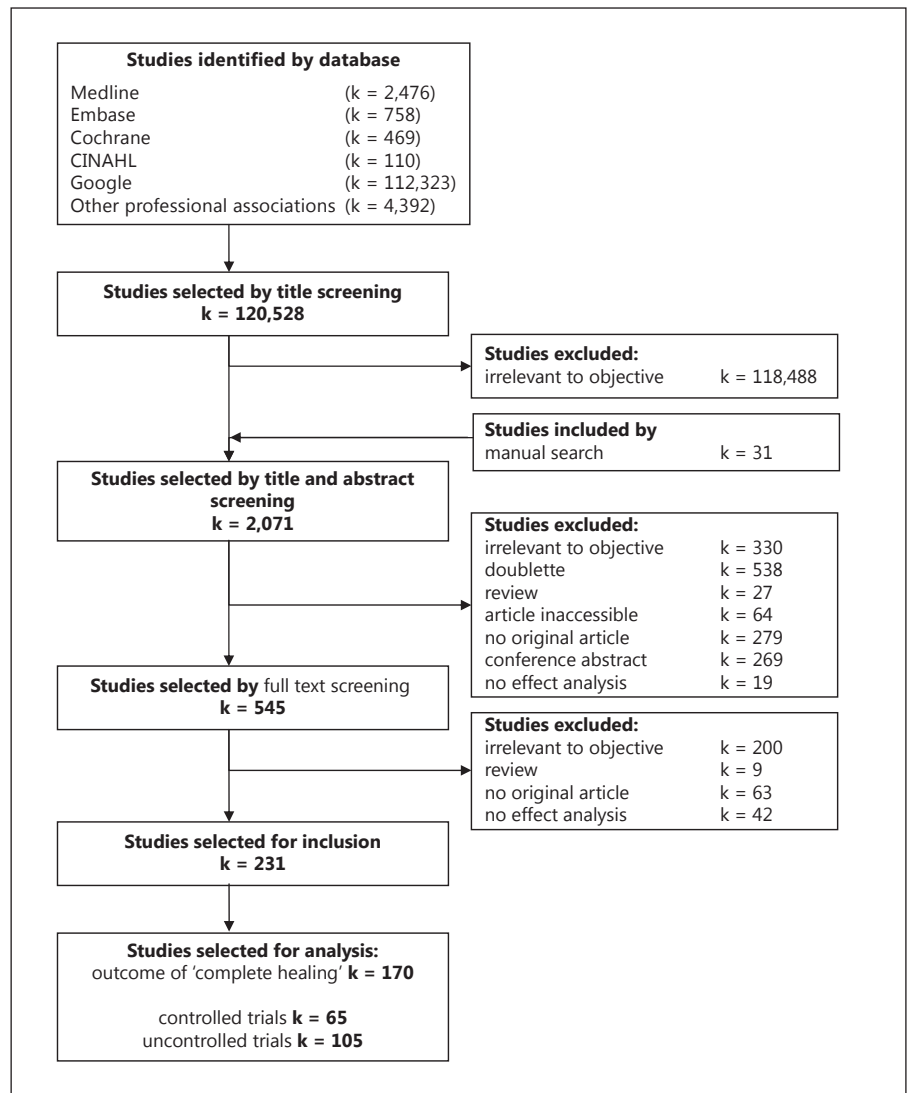 Studies identified by database
Medline (k = 2,476)
Embase (k = 758)
Cochrane (k = 469)
CINAHL (k = 110)
Google (k = 112,323)
Other professional associations (k = 4,392)
Studies selected by title screening
k = 120,528
Studies excluded:
irrelevant to objective k = 118,488
Studies included by
manual search k = 31
Studies selected by title and abstract
screening
k = 2,071
Studies excluded:
irrelevant to objective k = 330
doublette k = 538
review k = 27
article inaccessible k = 64
no original article k = 279
conference abstract k = 269
no effect analysis k = 19
Studies selected by full text screening
k = 545
Studies excluded:
irrelevant to objective k = 200
review k = 9
no original article k = 63
no effect analysis k = 42
Studies selected for inclusion
k = 231
Studies selected for analysis:
outcome of 'complete healing' k = 170
controlled trials k = 65
uncontrolled trials k = 105